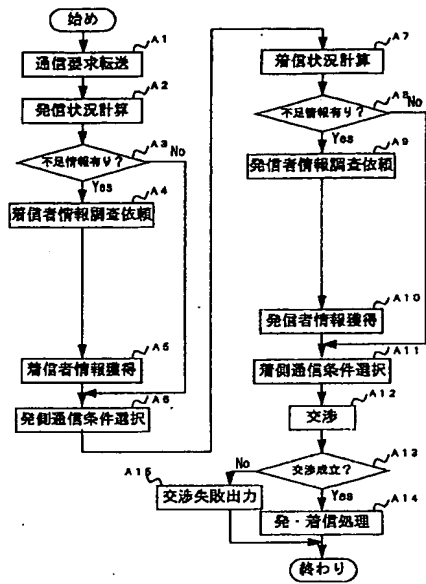 始め
A1
通信要求転送
A2
発信状況計算
A3
不足情報有り?
No
Yes
A4
着信者情報調査依頼
A5
着信者情報獲得
A6
発側通信条件選択
A7
着信状況計算
A8
不足情報有り?
No
Yes
A9
発信者情報調査依頼
A10
発信者情報獲得
A11
着側通信条件選択
A12
交渉
A13
交渉成立?
No
Yes
A15
交渉失敗出力
A14
発・着信処理
終わり